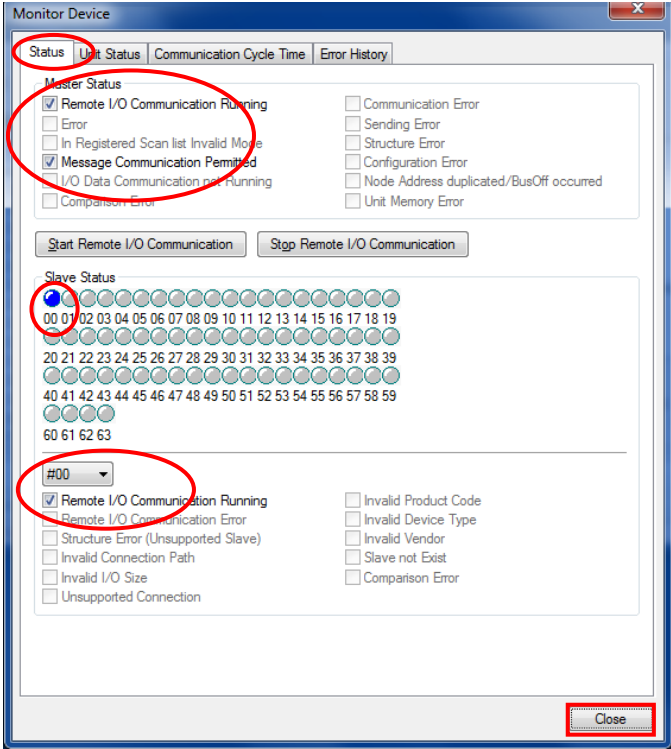 Monitor Device
Status Unit Status Communication Cycle Time Error History
Master Status
Remote I/O Communication Running
Error
In Registered Scan list Invalid Mode
Message Communication Permitted
I/O Data Communication not Running
Comparison Error
Communication Error
Sending Error
Structure Error
Configuration Error
Node Address duplicated/BusOff occurred
Unit Memory Error
Start Remote I/O Communication Stop Remote I/O Communication
Slave Status
00 01 02 03 04 05 06 07 08 09 10 11 12 13 14 15 16 17 18 19
20 21 22 23 24 25 26 27 28 29 30 31 32 33 34 35 36 37 38 39
40 41 42 43 44 45 46 47 48 49 50 51 52 53 54 55 56 57 58 59
60 61 62 63
#00
Remote I/O Communication Running
Remote I/O Communication Error
Structure Error (Unsupported Slave)
Invalid Connection Path
Invalid I/O Size
Unsupported Connection
Invalid Product Code
Invalid Device Type
Invalid Vendor
Slave not Exist
Comparison Error
Close